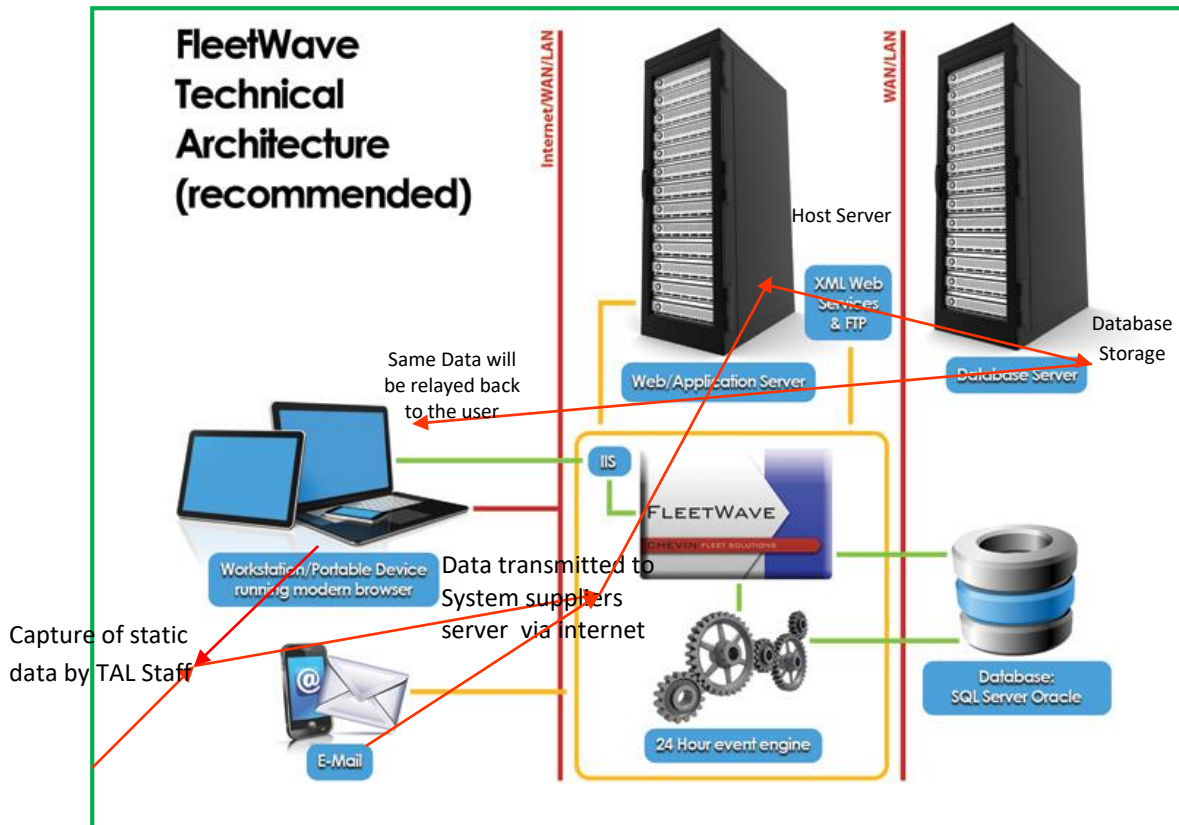 FleetWave
Technical
Architecture
(recommended)
Internet/WAN/LAN
WAN/LAN
Host Server
XML Web
Services
& FTP
Database
Storage
Same Data will
be relayed back
to the user
Web/Application Server
Database Server
IIS
FLEETWAVE
CHEVIN FLEET SOLUTIONS
Workstation/Portable Device
running modern browser
Data transmitted to
System suppliers
server via internet
Capture of static
data by TAL Staff
@
E-Mail
24 Hour event engine
Database:
SQL Server Oracle